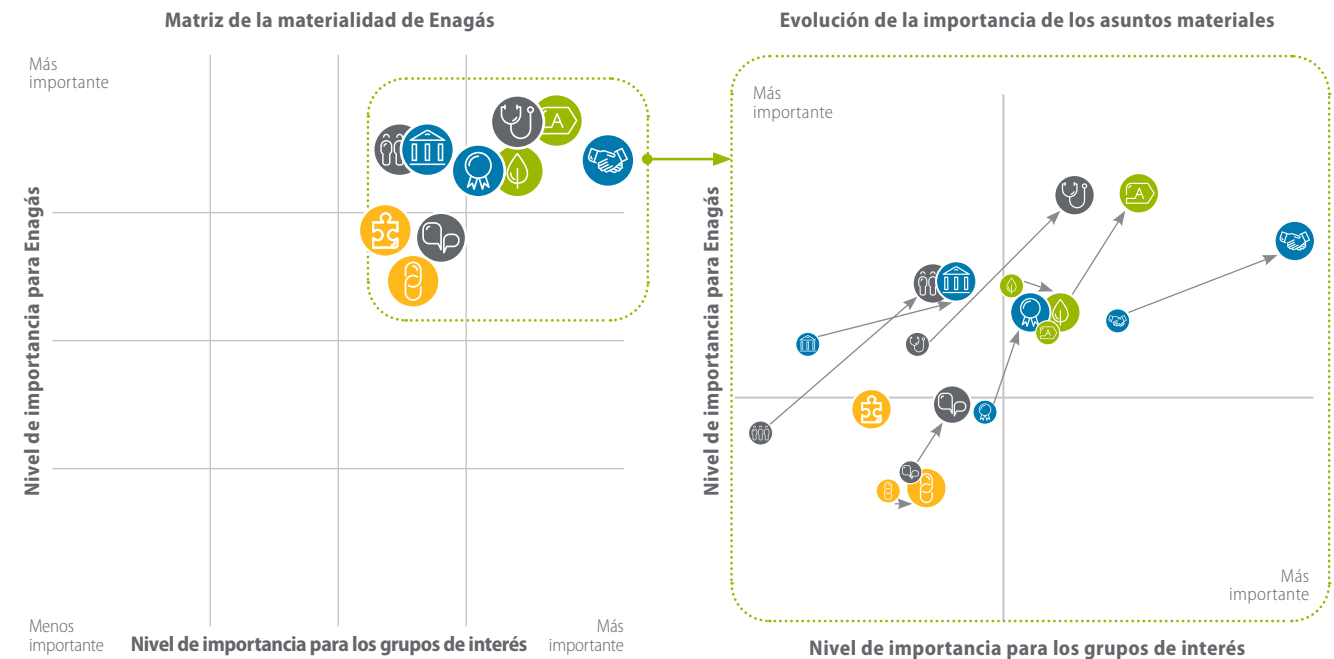 Matriz de la materialidad de Enagás
Más
importante
Nivel de importancia para Enagás
A
Menos
importante
Nivel de importancia para los grupos de interés
Más
importante
Evolución de la importancia de los asuntos materiales
Más
importante
Nivel de importancia para Enagás
A
A
Más
importante
Nivel de importancia para los grupos de interés